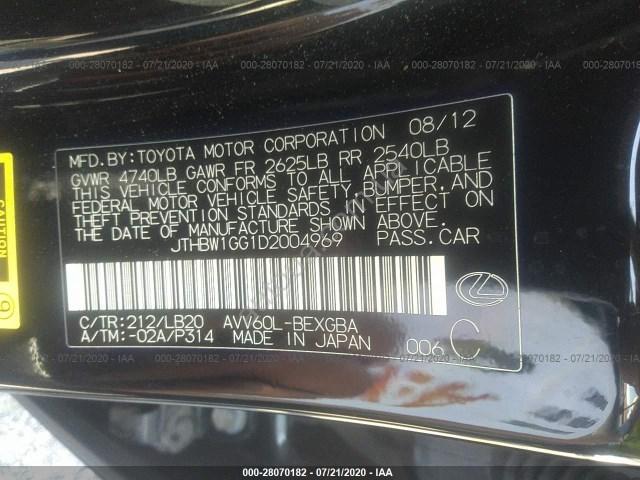 000-28070182 - 07/21/2020 - IAA
MFD.BY:TOYOTA MOTOR CORPORATION 08/12
GVWR 4740LB GAWR FR 2625LB RR 2540LB
THIS VEHICLE CONFORMS TO ALL APPLICABLE
FEDERAL MOTOR VEHICLE SAFETY, BUMPER, AND
THEFT PREVENTION STANDARDS IN EFFECT ON
THE DATE OF MANUFACTURE SHOWN ABOVE.
JTHBW1GG1D2004969 PASS.CAR
C/TR:212/LB20 AVV60L-BEXGBA
A/TM:-02A/P314 MADE IN JAPAN 006 C
CAUTION
000-28070182 - 07/21/2020 - IAA